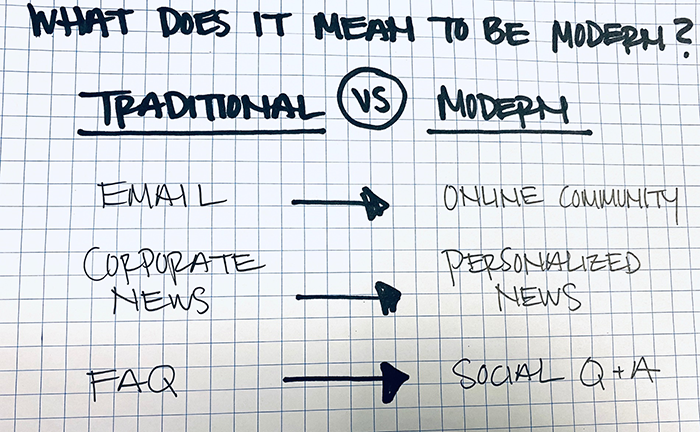 WHAT DOES IT MEAN TO BE MODERN?
TRADITIONAL VS MODERN
EMAIL ONLINE COMMUNITY
CORPORATE PERSONALIZED
NEWS NEWS
FAQ SOCIAL Q+A